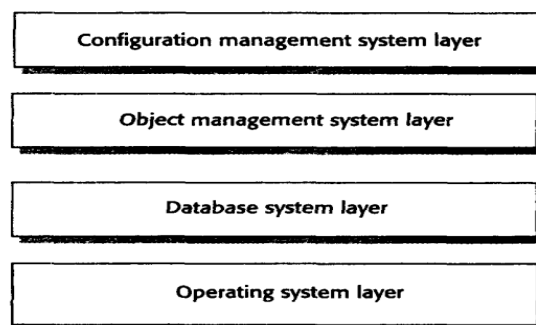 Configuration management system layer
Object management system layer
Database system layer
Operating system layer